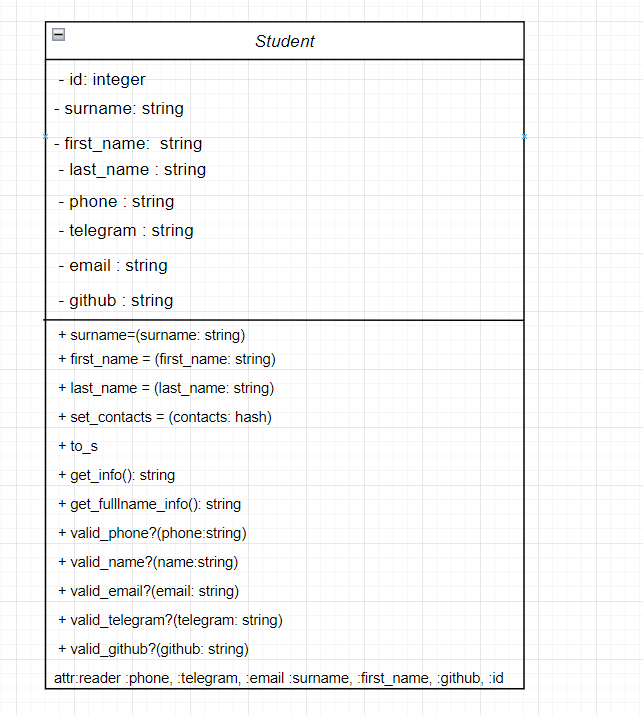 Student
- id: integer
- surname: string
- first_name:  string
- last_name : string
- phone : string
- telegram : string
- email : string
- github : string
+ surname=(surname: string)
+ first_name = (first_name: string)
+ last_name = (last_name: string)
+ set_contacts = (contacts: hash)
+ to_s
+ get_info(): string
+ get_fulllname_info(): string
+ valid_phone?(phone:string)
+ valid_name?(name:string)
+ valid_email?(email: string)
+ valid_telegram?(telegram: string)
+ valid_github?(github: string)
attr:reader :phone, :telegram, :email :surname, :first_name, :github, :id